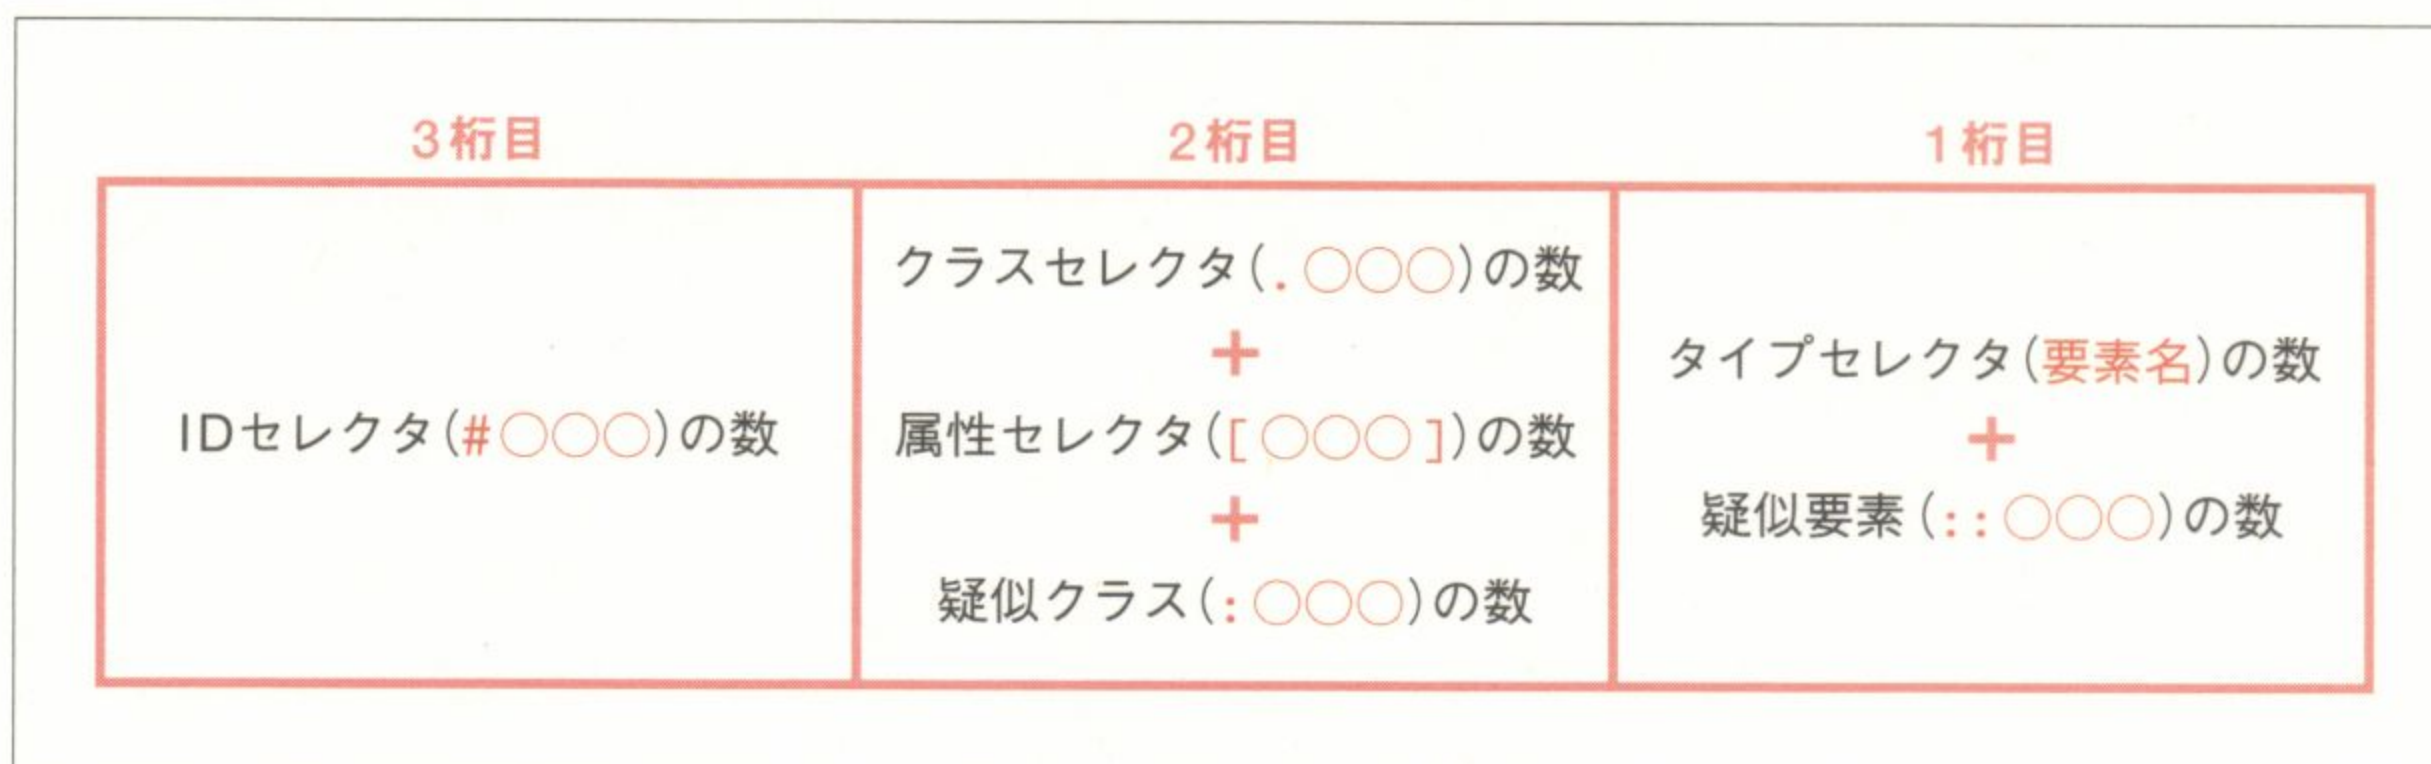 3桁目
2桁目
1桁目
IDセレクタ(#○○○)の数
クラスセレクタ(.○○○)の数
+
属性セレクタ([○○○])の数
+
疑似クラス(:○○○)の数
タイプセレクタ(要素名)の数
+
疑似要素(::○○○)の数